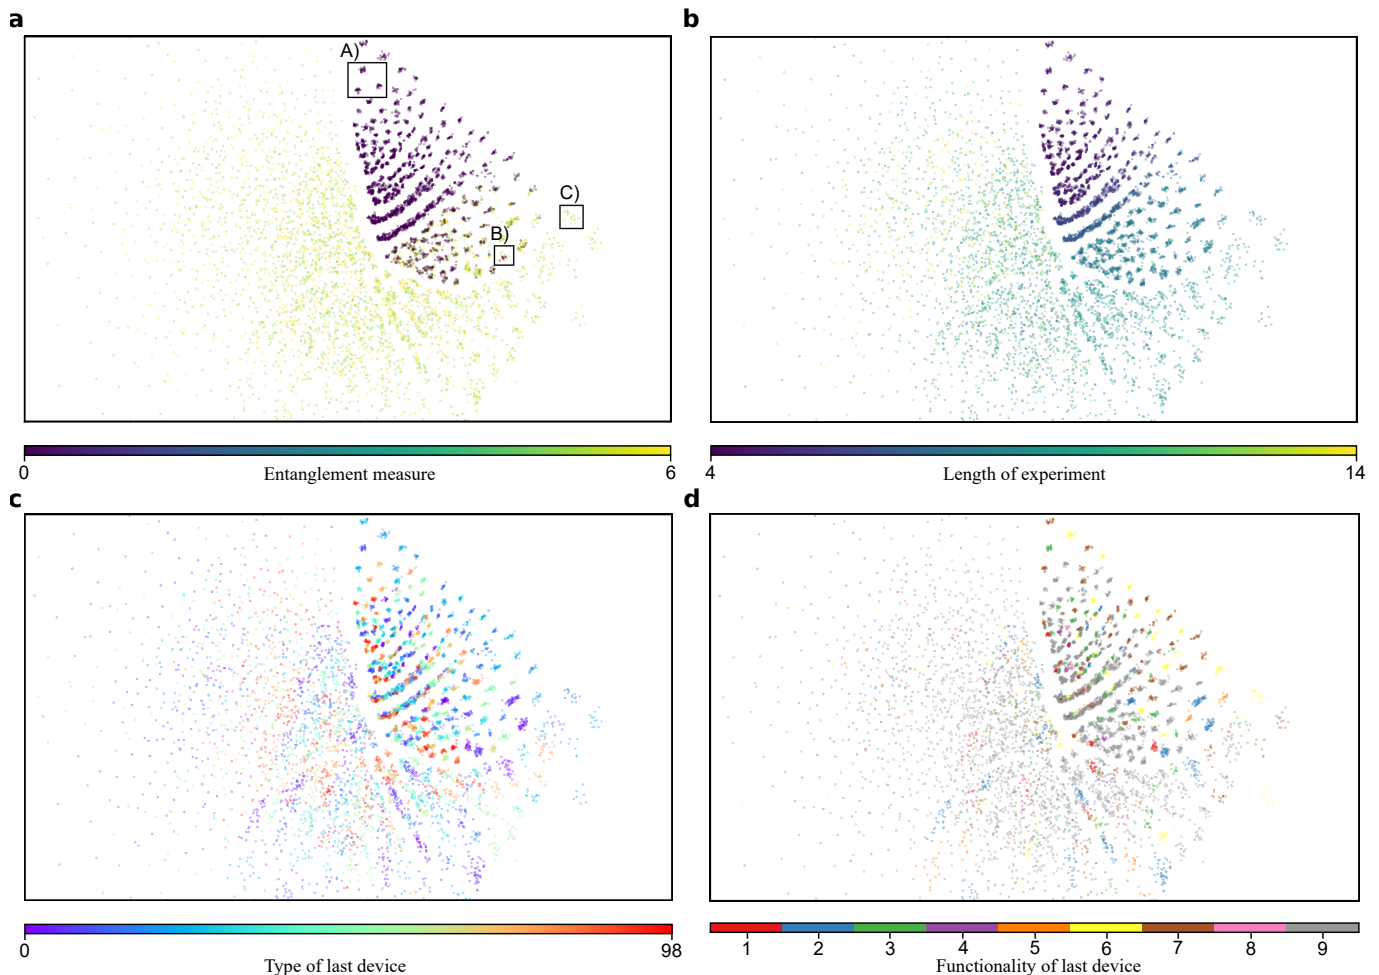 a
b
A)
C)
B)
0
6
Entanglement measure
4
14
Length of experiment
c
d
0
98
Type of last device
1 2 3 4 5 6 7 8 9
Functionality of last device